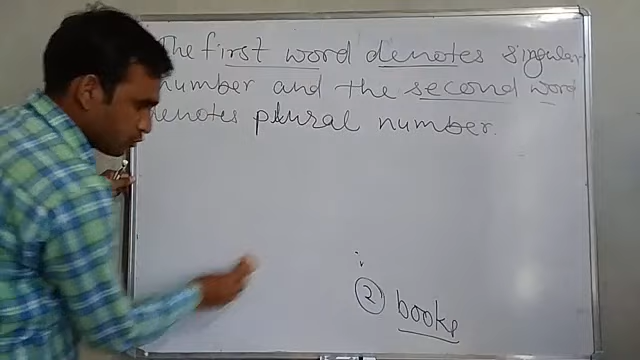 The first word denotes singular
number and the second word
denotes plural number.
② books